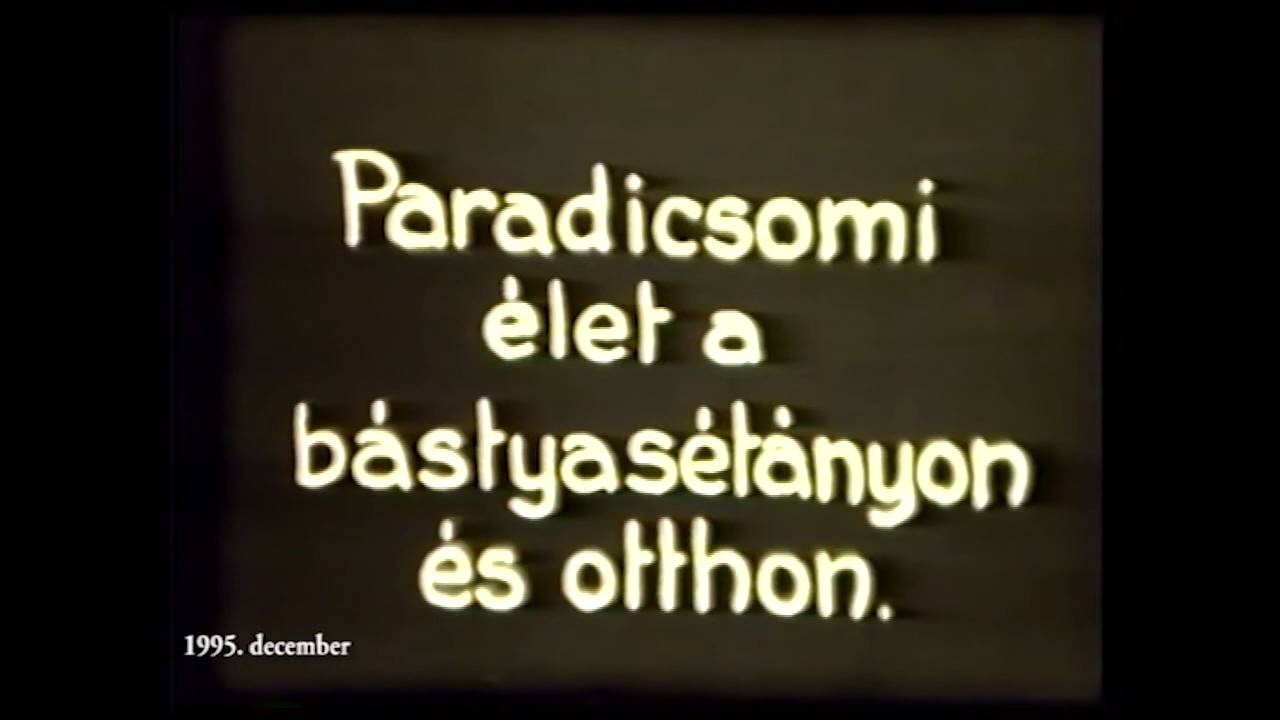 Paradicsomi
élet a
bástyasétányon
és otthon.
1995. december